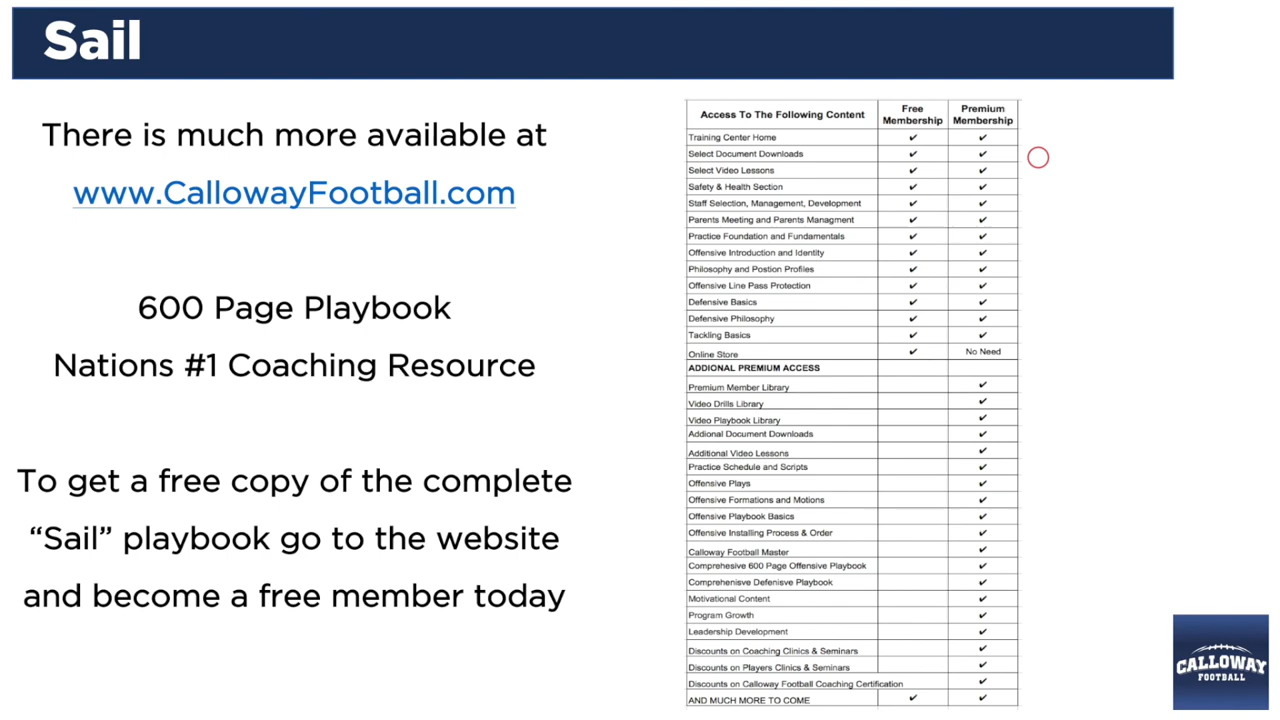 Sail
There is much more available at
www.CallowayFootball.com
600 Page Playbook
Nations #1 Coaching Resource
To get a free copy of the complete
“Sail” playbook go to the website
and become a free member today
Access To The Following Content Free Membership Premium Membership
Training Center Home ✓ ✓
Select Document Downloads ✓ ✓
Select Video Lessons ✓ ✓
Safety & Health Section ✓ ✓
Staff Selection, Management, Development ✓ ✓
Parents Meeting and Parents Managment ✓ ✓
Practice Foundation and Fundamentals ✓ ✓
Offensive Introduction and Identity ✓ ✓
Philosophy and Postion Profiles ✓ ✓
Offensive Line Pass Protection ✓ ✓
Defensive Basics ✓ ✓
Defensive Philosophy ✓ ✓
Tackling Basics ✓ ✓
Online Store ✓ No Need
ADDIONAL PREMIUM ACCESS
Premium Member Library ✓
Video Drills Library ✓
Video Playbook Library ✓
Addional Document Downloads ✓
Additional Video Lessons ✓
Practice Schedule and Scripts ✓
Offensive Plays ✓
Offensive Formations and Motions ✓
Offensive Playbook Basics ✓
Offensive Installing Process & Order ✓
Calloway Football Master ✓
Comprehesive 600 Page Offensive Playbook ✓
Comprehenisve Defenisve Playbook ✓
Motivational Content ✓
Program Growth ✓
Leadership Development ✓
Discounts on Coaching Clinics & Seminars ✓
Discounts on Players Clinics & Seminars ✓
Discounts on Calloway Football Coaching Certification ✓
AND MUCH MORE TO COME ✓ ✓
CALLOWAY
FOOTBALL